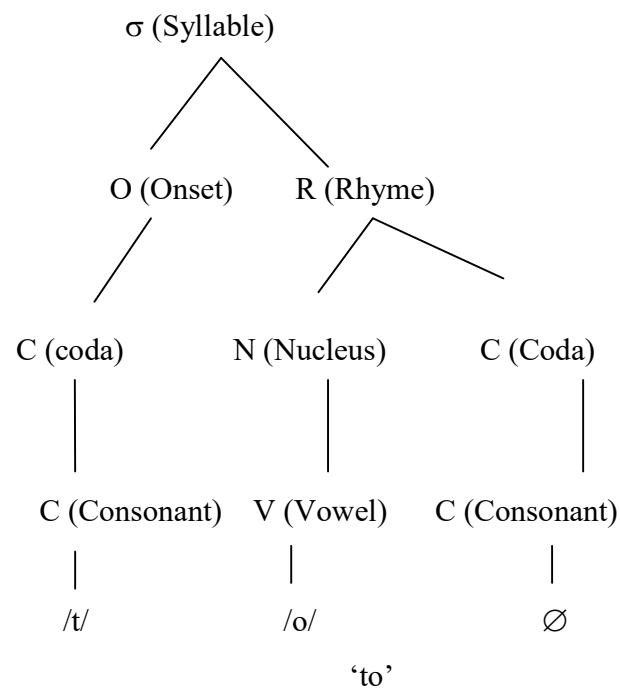 σ (Syllable)
O (Onset) R (Rhyme)
C (coda) N (Nucleus) C (Coda)
C (Consonant) V (Vowel) C (Consonant)
/t/ /o/ ∅
‘to’